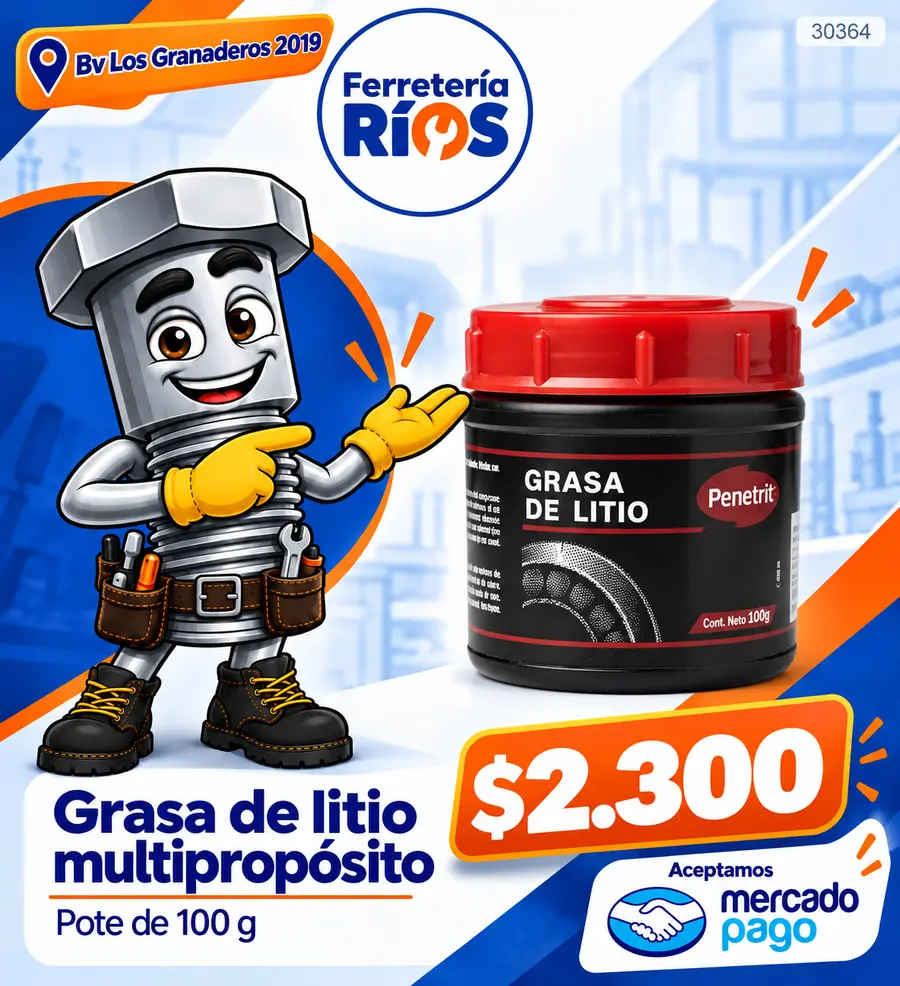 Bv Los Granaderos 2019
Ferretería
Ríos
30364
GRASA
DE LITIO
Penetrit
Cont. Neto 100g
$2.300
Grasa de litio
multipropósito
Pote de 100 g
Aceptamos
mercado
pago